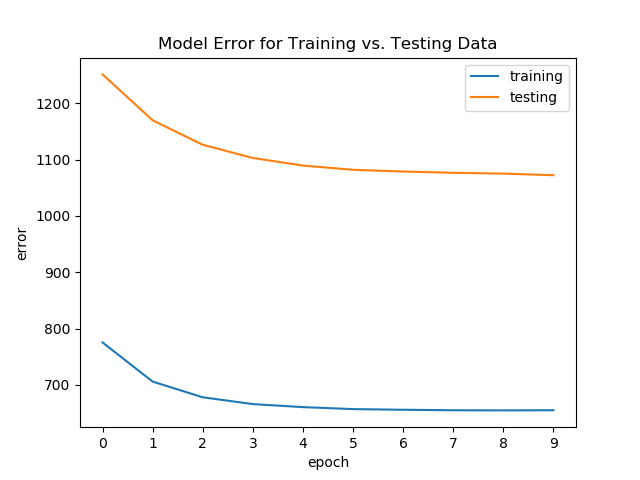 Model Error for Training vs. Testing Data
training
testing
1200
1100
1000
900
800
700
error
0 1 2 3 4 5 6 7 8 9
epoch